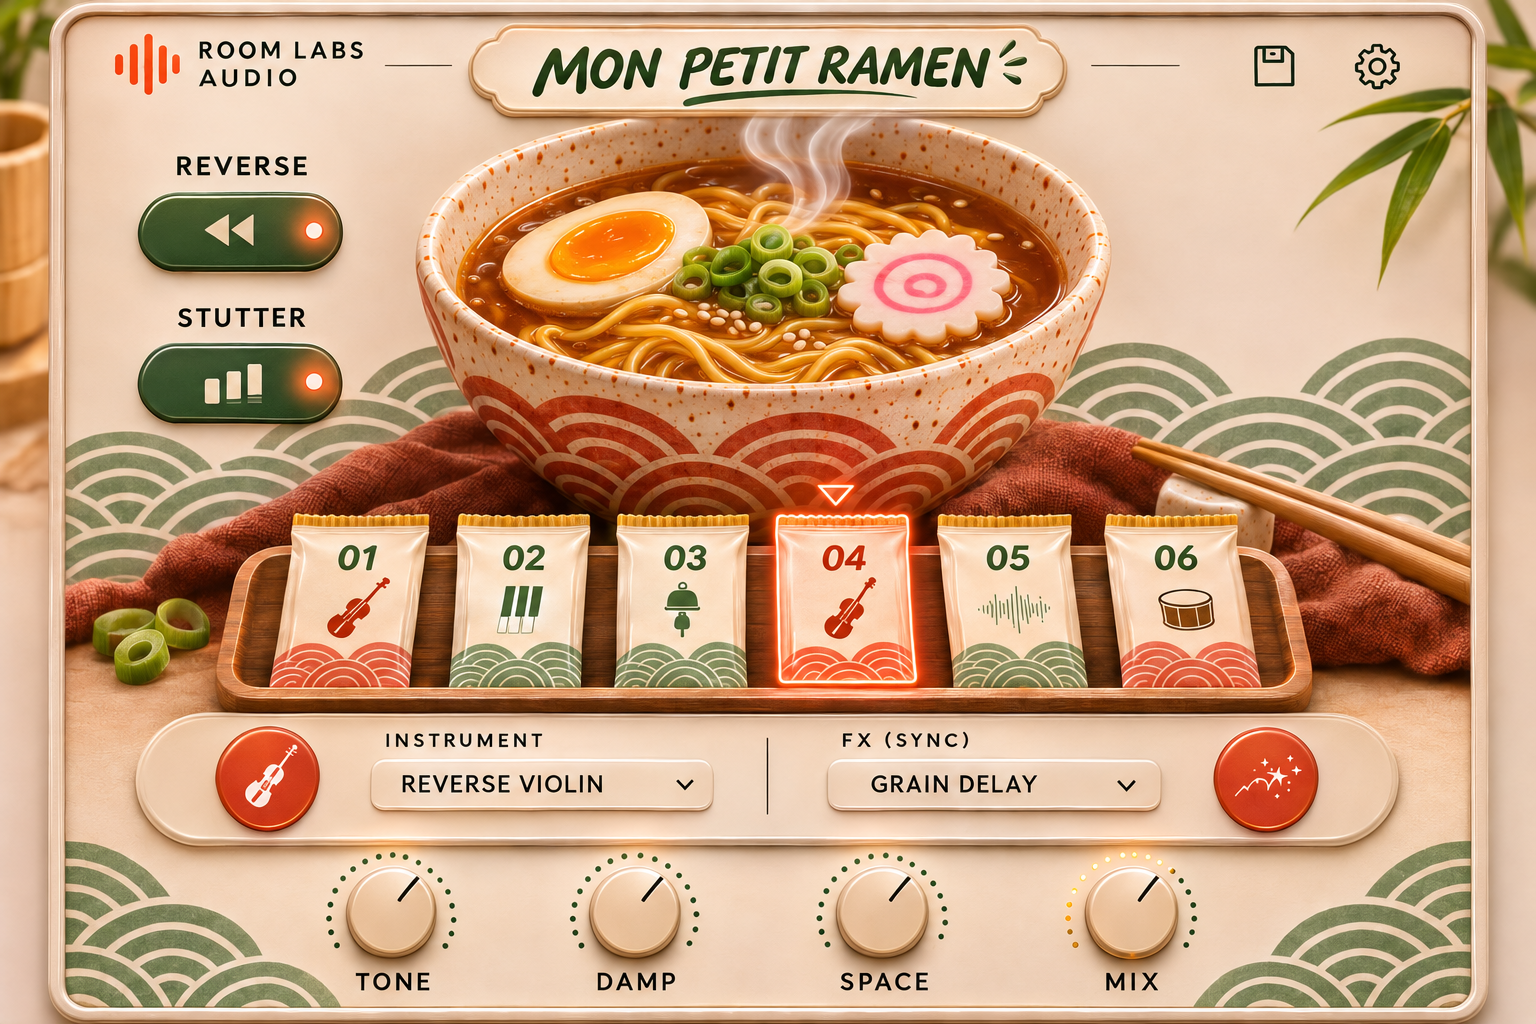 ROOM LABS
AUDIO
MON PETIT RAMEN
REVERSE
STUTTER
01
02
03
04
05
06
INSTRUMENT
REVERSE VIOLIN
FX (SYNC)
GRAIN DELAY
TONE
DAMP
SPACE
MIX